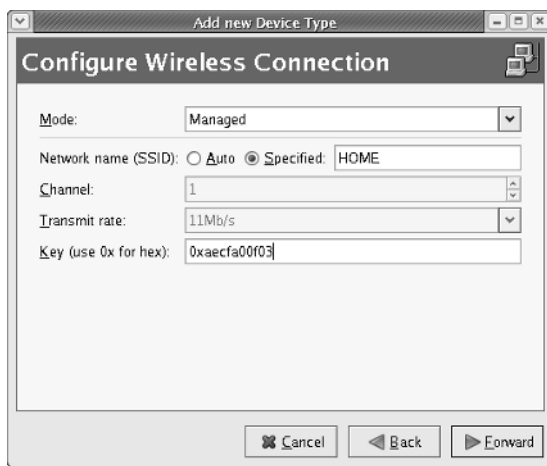 Add new Device Type
Configure Wireless Connection
Mode: Managed
Network name (SSID): Auto Specified: HOME
Channel: 1
Transmit rate: 11Mb/s
Key (use 0x for hex): 0xaecfa00f03
Cancel Back Forward